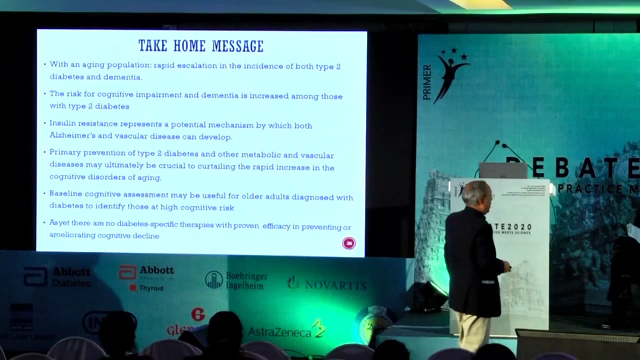 TAKE HOME MESSAGE
• With an aging population: rapid escalation in the incidence of both type 2
diabetes and dementia.
• The risk for cognitive impairment and dementia is increased among those
with type 2 diabetes
• Insulin resistance represents a potential mechanism by which both
Alzheimer's and vascular disease can develop.
• Primary prevention of type 2 diabetes and other metabolic and vascular
diseases may ultimately be crucial to curtailing the rapid increase in the
cognitive disorders of aging.
• Baseline cognitive assessment may be useful for older adults diagnosed with
diabetes to identify those at high cognitive risk
• Asyet there are no diabetes-specific therapies with proven efficacy in preventing or
ameliorating cognitive decline
PRIMER
DEBATE
PRACTICE M
ATE2020
Abbott
Diabetes
Abbott
Thyroid
Boehringer
Ingelheim
NOVARTIS
AstraZeneca